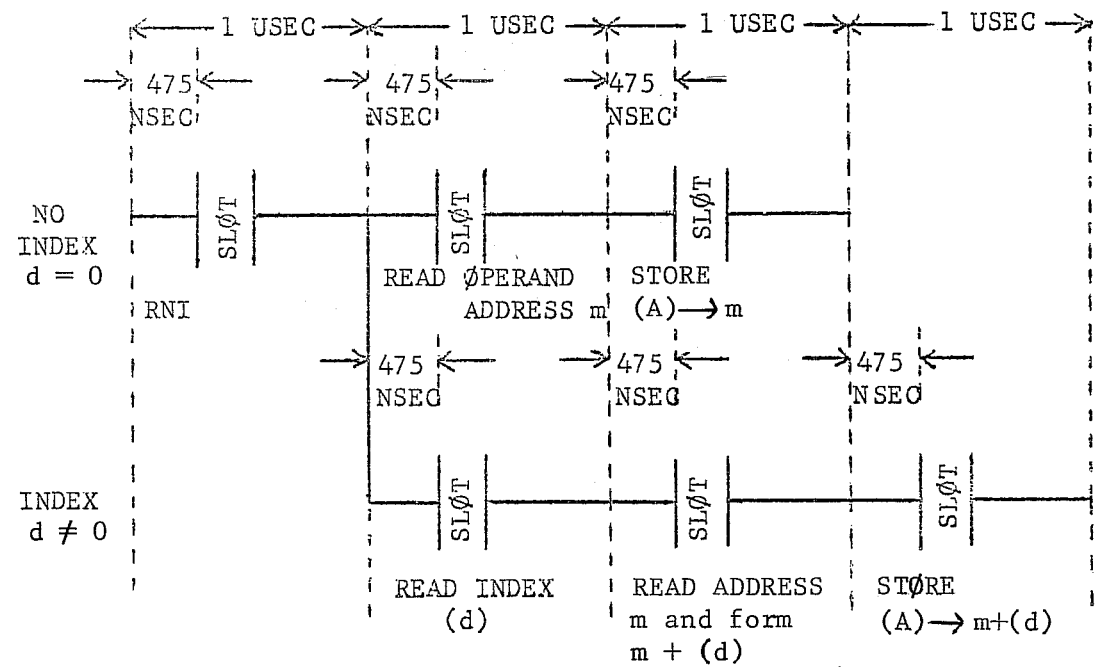 1 USEC 1 USEC 1 USEC 1 USEC
475 475 475
NSEC NSEC NSEC
SLØT SLØT SLØT
NO
INDEX
d = 0
READ ØPERAND
ADDRESS m
STORE
(A)→m
RNI
475 475 475
NSEC NSEC NSEC
SLØT SLØT SLØT
INDEX
d ≠ 0
READ INDEX
(d)
READ ADDRESS
m and form
m + (d)
STØRE
(A)→m+(d)